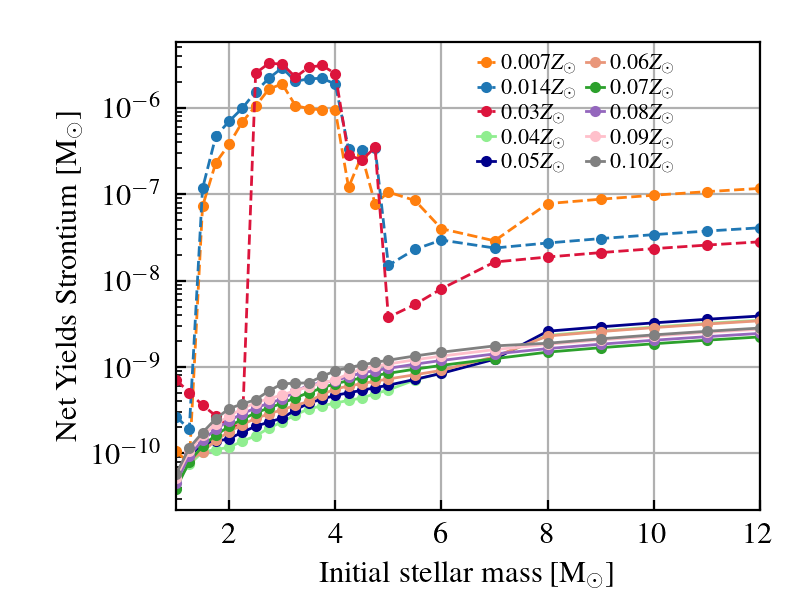 Net Yields Strontium [M☉]
10⁻⁶
10⁻⁷
10⁻⁸
10⁻⁹
10⁻¹⁰
0.007Z☉
0.014Z☉
0.03Z☉
0.04Z☉
0.05Z☉
0.06Z☉
0.07Z☉
0.08Z☉
0.09Z☉
0.10Z☉
2 4 6 8 10 12
Initial stellar mass [M☉]